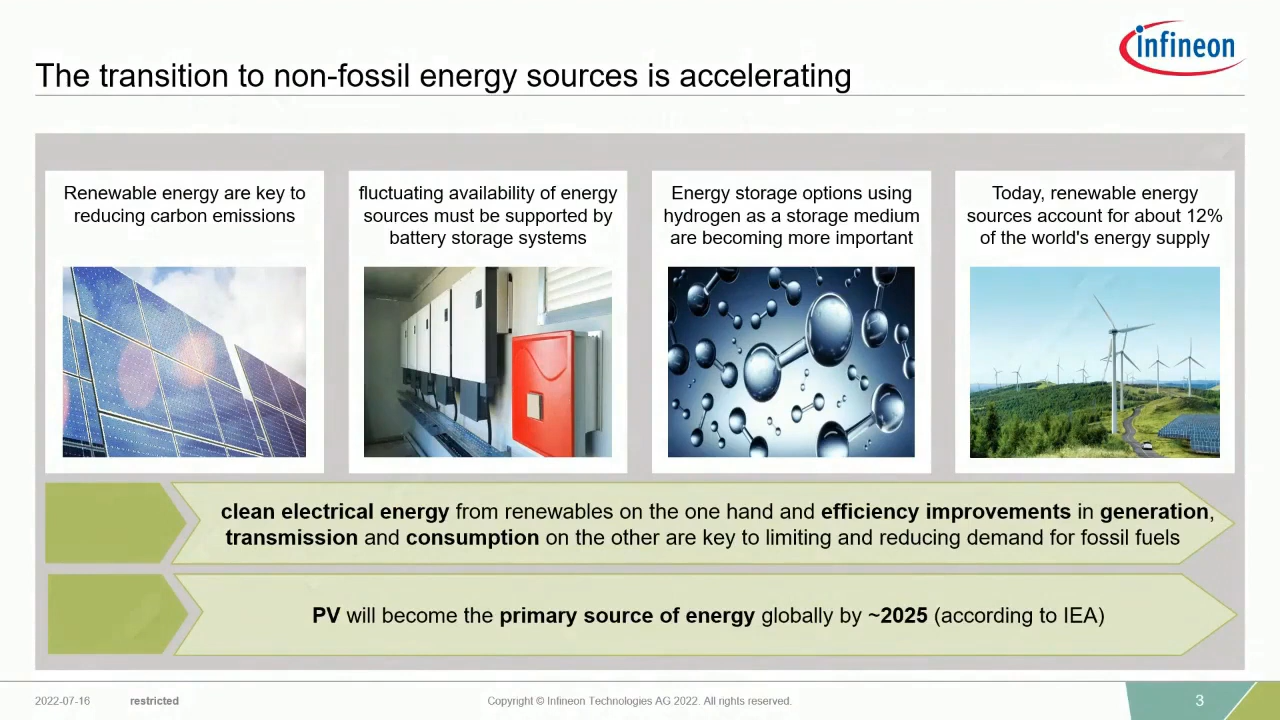 infineon
The transition to non-fossil energy sources is accelerating
Renewable energy are key to
reducing carbon emissions
fluctuating availability of energy
sources must be supported by
battery storage systems
Energy storage options using
hydrogen as a storage medium
are becoming more important
Today, renewable energy
sources account for about 12%
of the world's energy supply
clean electrical energy from renewables on the one hand and efficiency improvements in generation,
transmission and consumption on the other are key to limiting and reducing demand for fossil fuels
PV will become the primary source of energy globally by ~2025 (according to IEA)
2022-07-16 restricted Copyright © Infineon Technologies AG 2022. All rights reserved. 3